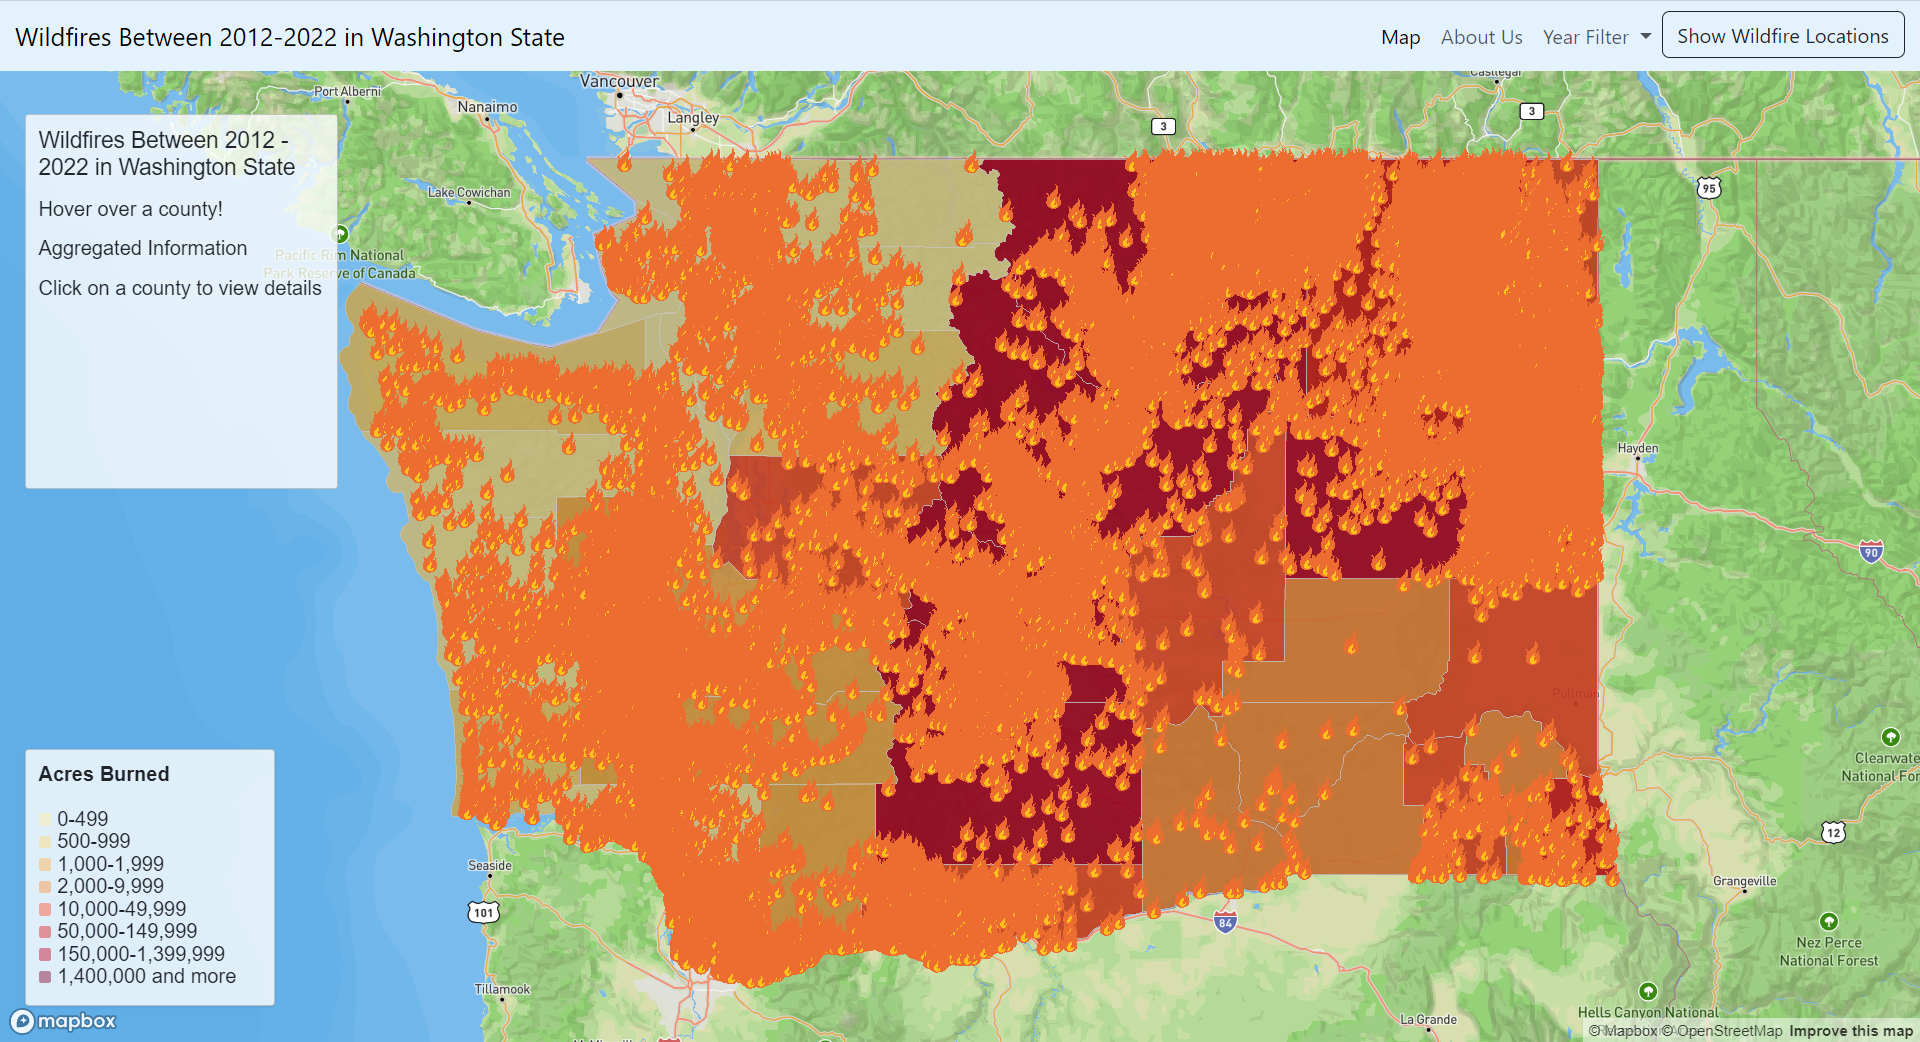 Wildfires Between 2012-2022 in Washington State
Map
About Us
Year Filter
Show Wildfire Locations
Wildfires Between 2012 -
2022 in Washington State
Hover over a county!
Aggregated Information
Click on a county to view details
Port Alberni
Nanaimo
Vancouver
Langley
Lake Cowichan
Pacific Rim National
Park Reserve of Canada
Castlegar
3
3
95
Hayden
90
Pullman
Clearwate
National For
12
Grangeville
Nez Perce
National Forest
Hells Canyon National
La Grande
84
Seaside
101
Tillamook
Acres Burned
0-499
500-999
1,000-1,999
2,000-9,999
10,000-49,999
50,000-149,999
150,000-1,399,999
1,400,000 and more
mapbox
© Mapbox © OpenStreetMap Improve this map